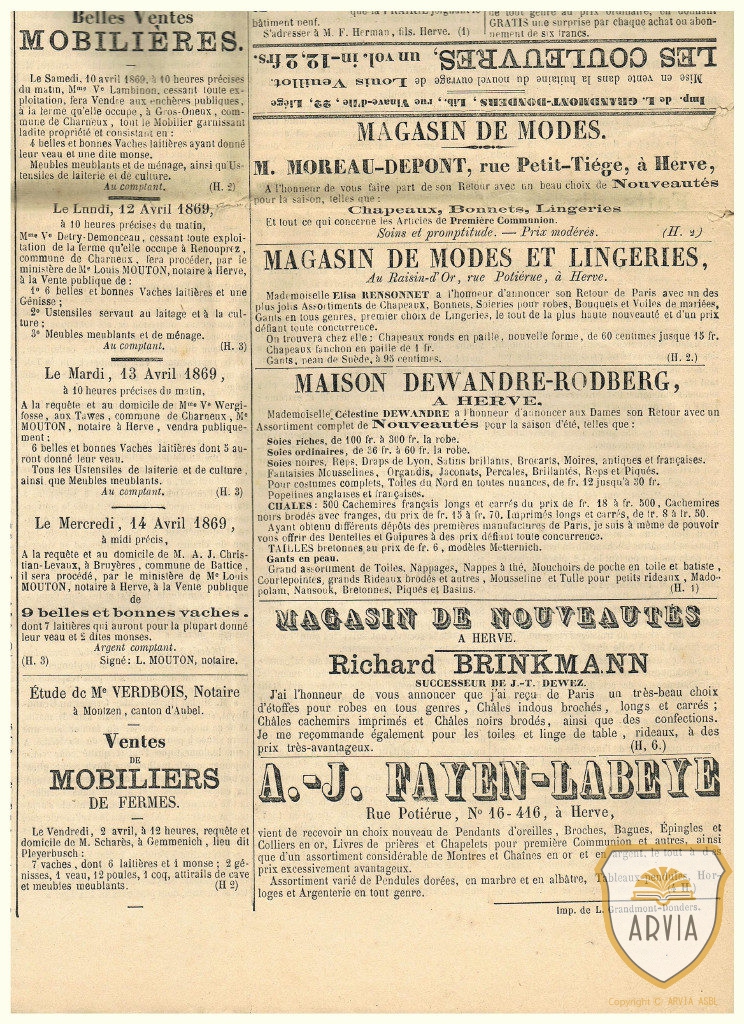 Belles Ventes
MOBILIÈRES.
Le Samedi, 10 avril 1869, à 10 heures précises
du matin, Mme Ve Lambinon, cessant toute ex-
ploitation, fera Vendre aux enchères publiques,
à la ferme qu'elle occupe, à Gros-Oneux, com-
mune de Charneux, tout le Mobilier garnissant
ladite propriété et consistant en :
4 belles et bonnes Vaches laitières ayant donné
leur veau et une dite monse.
Meubles meublants et de ménage, ainsi qu'Us-
tensiles de laiterie et de culture.
Au comptant. (H. 2)
Le Lundi, 12 Avril 1869,
à 10 heures précises du matin,
Mme Ve Detry-Demonceau, cessant toute exploi-
tation de la ferme qu'elle occupe à Renouprez,
commune de Charneux, fera procéder, par le
ministère de Me Louis MOUTON, notaire à Herve,
à la Vente publique de :
1o 6 belles et bonnes Vaches laitières et une
Génisse ;
2o Ustensiles servant au laitage et à la cul-
ture ;
3o Meubles meublants et de ménage.
Au comptant. (H. 3)
Le Mardi, 13 Avril 1869,
à 10 heures précises du matin,
A la requête et au domicile de Mme Ve Wergi-
fosse, aux Tawes, commune de Charneux, Me
MOUTON, notaire à Herve, vendra publique-
ment :
6 belles et bonnes Vaches laitières dont 5 au-
ront donné leur veau.
Tous les Ustensiles de laiterie et de culture,
ainsi que Meubles meublants.
Au comptant. (H. 3)
Le Mercredi, 14 Avril 1869,
à midi précis,
A la requête et au domicile de M. A. J. Chris-
tian-Levaux, à Bruyères, commune de Battice,
il sera procédé, par le ministère de Me Louis
MOUTON, notaire à Herve, à la Vente publique
de
9 belles et bonnes vaches.
dont 7 laitières qui auront pour la plupart donné
leur veau et 2 dites monses.
Argent comptant.
(H. 3) Signé : L. MOUTON, notaire.
Étude de Me VERDBOIS, Notaire
à Montzen, canton d'Aubel.
Ventes
DE
MOBILIERS
DE FERMES.
Le Vendredi, 2 avril, à 12 heures, requête et
domicile de M. Scharès, à Gemmenich, lieu dit
Pleyerbusch :
7 vaches, dont 6 laitières et 1 monse ; 2 gé-
nisses, 1 veau, 12 poules, 1 coq, attirails de cave
et meubles meublants. (H 2)
bâtiment neuf.
S'adresser à M. F. Herman, fils, Herve. (1)
de tout genre au prix ordinaire, en donnant
GRATIS une surprise par chaque achat ou abon-
nement de six francs.
Imp. de L. GRANDMONT-DONDERS, Lib., rue Vinave-d'île, 22, Liége
Mise en vente dans la huitaine du nouvel ouvrage de Louis Veuillot.
LES COULEUVRES, un vol. in-12, 2 frs.
MAGASIN DE MODES.
M. MOREAU-DEPONT, rue Petit-Tiége, à Herve,
A l'honneur de vous faire part de son Retour avec un beau choix de Nouveautés
pour la saison, telles que :
Chapeaux, Bonnets, Lingeries
Et tout ce qui concerne les Articles de Première Communion.
Soins et promptitude. — Prix modérés. (H. 2)
MAGASIN DE MODES ET LINGERIES,
Au Raisin-d'Or, rue Potiérue, à Herve.
Mademoiselle Elisa RENSONNET a l'honneur d'annoncer son Retour de Paris avec un des
plus jolis Assortiments de Chapeaux, Bonnets, Soieries pour robes, Bouquets et Voiles de mariées,
Gants en tous genres, premier choix de Lingeries, le tout de la plus haute nouveauté et d'un prix
défiant toute concurrence.
On trouvera chez elle : Chapeaux ronds en paille, nouvelle forme, de 60 centimes jusque 15 fr.
Chapeaux fanchon en paille de 1 fr.
Gants, peau de Suède, à 95 centimes. (H. 2.)
MAISON DEWANDRE-RODBERG,
A HERVE.
Mademoiselle Célestine DEWANDRE a l'honneur d'annoncer aux Dames son Retour avec un
Assortiment complet de Nouveautés pour la saison d'été, telles que :
Soies riches, de 100 fr. à 300 fr. la robe.
Soies ordinaires, de 36 fr. à 60 fr. la robe.
Soies noires, Reps, Draps de Lyon, Satins brillants, Brocarts, Moires, antiques et françaises.
Fantaisies Mousselines, Organdis, Jaconats, Percales, Brillantés, Reps et Piqués.
Pour costumes complets, Toiles du Nord en toutes nuances, de fr. 12 jusqu'à 30 fr.
Popelines anglaises et françaises.
CHALES : 500 Cachemires français longs et carrés du prix de fr. 18 à fr. 500, Cachemires
noirs brodés avec franges, du prix de fr. 15 à fr. 70, Imprimés longs et carrés, de fr. 8 à fr. 50.
Ayant obtenu différents dépôts des premières manufactures de Paris, je suis à même de pouvoir
vous offrir des Dentelles et Guipures à des prix défiant toute concurrence.
TAILLES bretonnes au prix de fr. 6, modèles Metternich.
Gants en peau.
Grand assortiment de Toiles, Nappages, Nappes à thé, Mouchoirs de poche en toile et batiste,
Courtepointes, grands Rideaux brodés et autres, Mousseline et Tulle pour petits rideaux, Mado-
polam, Nansouk, Bretonnes, Piqués et Basins. (H. 1)
MAGASIN DE NOUVEAUTÉS
A HERVE.
Richard BRINKMANN
SUCCESSEUR DE J.-T. DEWEZ.
J'ai l'honneur de vous annoncer que j'ai reçu de Paris un très-beau choix
d'étoffes pour robes en tous genres, Châles indous brochés, longs et carrés ;
Châles cachemirs imprimés et Châles noirs brodés, ainsi que des confections.
Je me recommande également pour les toiles et linge de table, rideaux, à des
prix très-avantageux. (H, 6.)
A.-J. FAYEN-LABEYE
Rue Potiérue, No 16-416, à Herve,
vient de recevoir un choix nouveau de Pendants d'oreilles, Broches, Bagues, Épingles et
Colliers en or, Livres de prières et Chapelets pour première Communion et autres, ainsi
que d'un assortiment considérable de Montres et Chaînes en or et en argent, le tout à des
prix excessivement avantageux.
Assortiment varié de Pendules dorées, en marbre et en albâtre, Tableaux pendules, Hor-
loges et Argenterie en tout genre.
Imp. de L. Grandmont-Donders.
ARVIA
Copyright © ARVIA ASBL